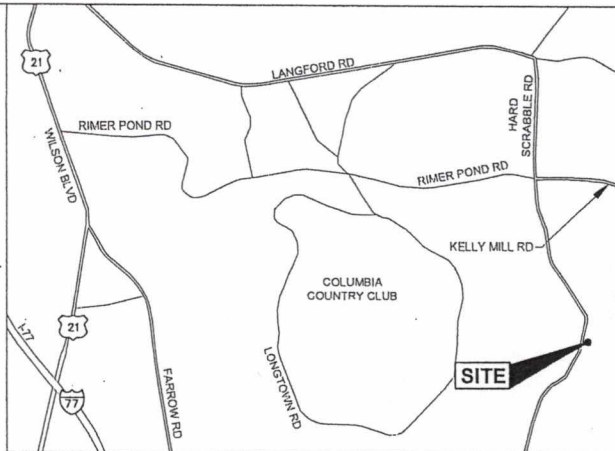 21
LANGFORD RD
HARD
SCRABBLE RD
RIMER POND RD
WILSON BLVD
RIMER POND RD
KELLY MILL RD
COLUMBIA
COUNTRY CLUB
21
I-77
77
FARROW RD
LONGTOWN RD
SITE